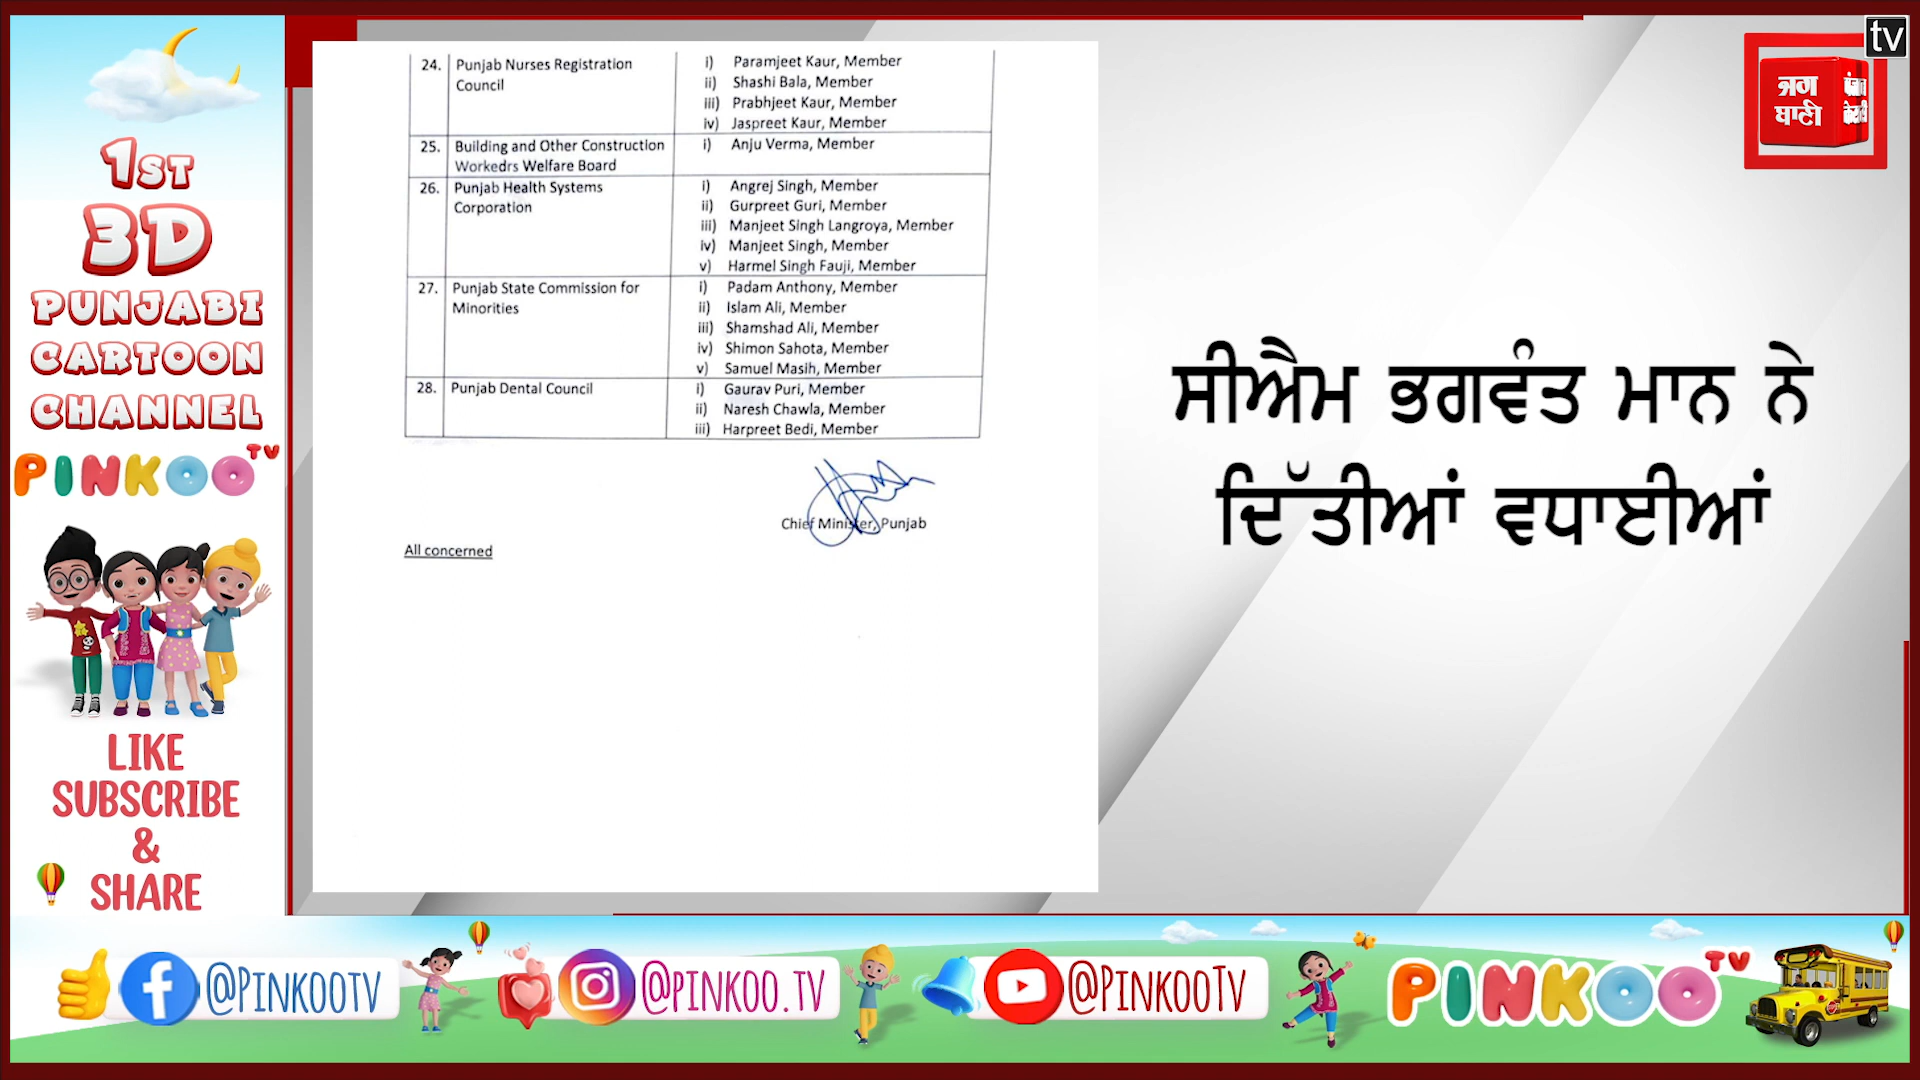 1ST
3D
PUNJABI
CARTOON
CHANNEL
PINKOO TV
LIKE
SUBSCRIBE
&
SHARE
24. Punjab Nurses Registration Council
i) Paramjeet Kaur, Member
ii) Shashi Bala, Member
iii) Prabhjeet Kaur, Member
iv) Jaspreet Kaur, Member
25. Building and Other Construction Workedrs Welfare Board
i) Anju Verma, Member
26. Punjab Health Systems Corporation
i) Angrej Singh, Member
ii) Gurpreet Guri, Member
iii) Manjeet Singh Langroya, Member
iv) Manjeet Singh, Member
v) Harmel Singh Fauji, Member
27. Punjab State Commission for Minorities
i) Padam Anthony, Member
ii) Islam Ali, Member
iii) Shamshad Ali, Member
iv) Shimon Sahota, Member
v) Samuel Masih, Member
28. Punjab Dental Council
i) Gaurav Puri, Member
ii) Naresh Chawla, Member
iii) Harpreet Bedi, Member
Chief Minister, Punjab
All concerned
ਸੀਐਮ ਭਗਵੰਤ ਮਾਨ ਨੇ
ਦਿੱਤੀਆਂ ਵਧਾਈਆਂ
tv
ਜਗ
ਬਾਣੀ
@PINKOOTV
@PINKOO.TV
@PINKOOTV
PINKOO TV